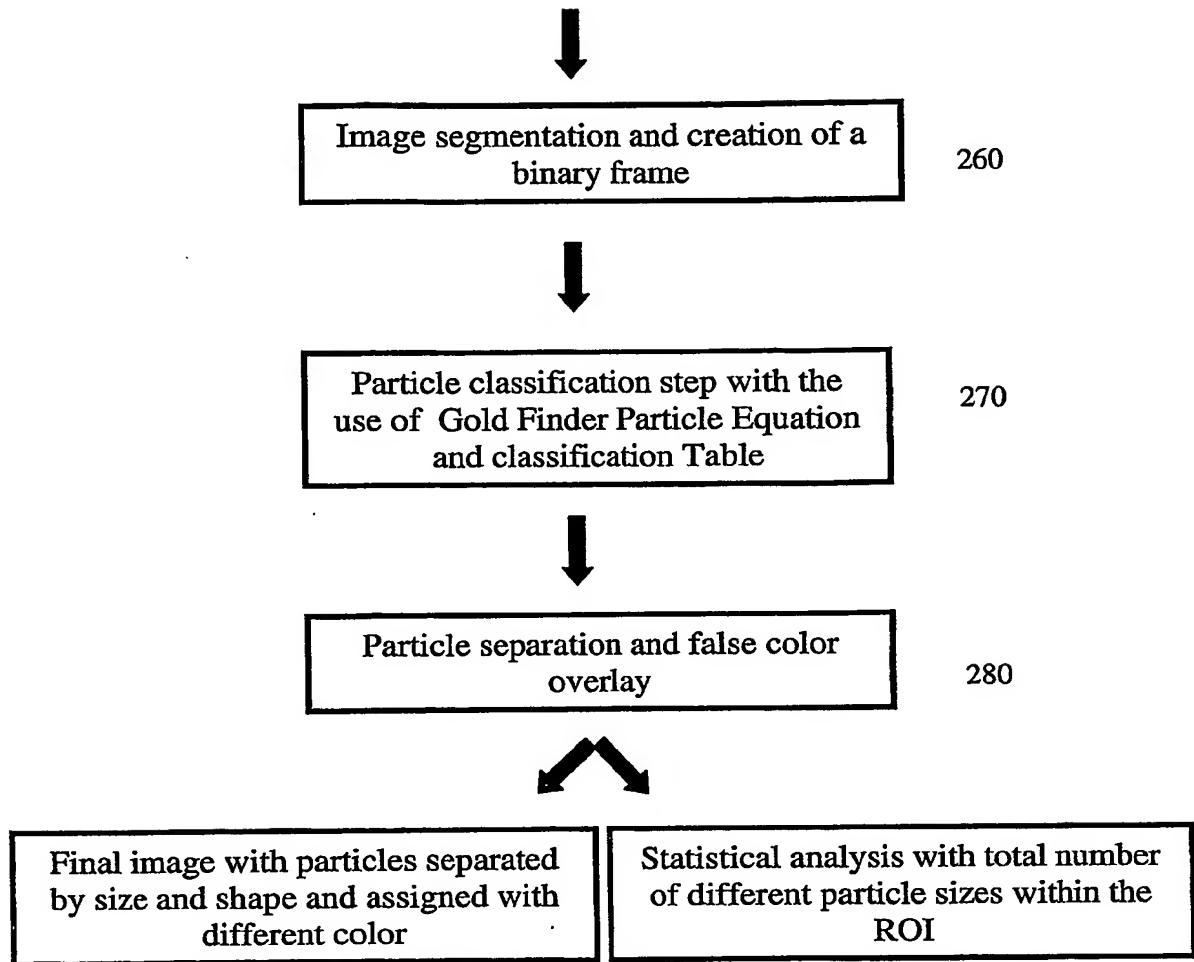 Image segmentation and creation of a
binary frame
260
Particle classification step with the
use of Gold Finder Particle Equation
and classification Table
270
Particle separation and false color
overlay
280
Final image with particles separated
by size and shape and assigned with
different color
Statistical analysis with total number
of different particle sizes within the
ROI